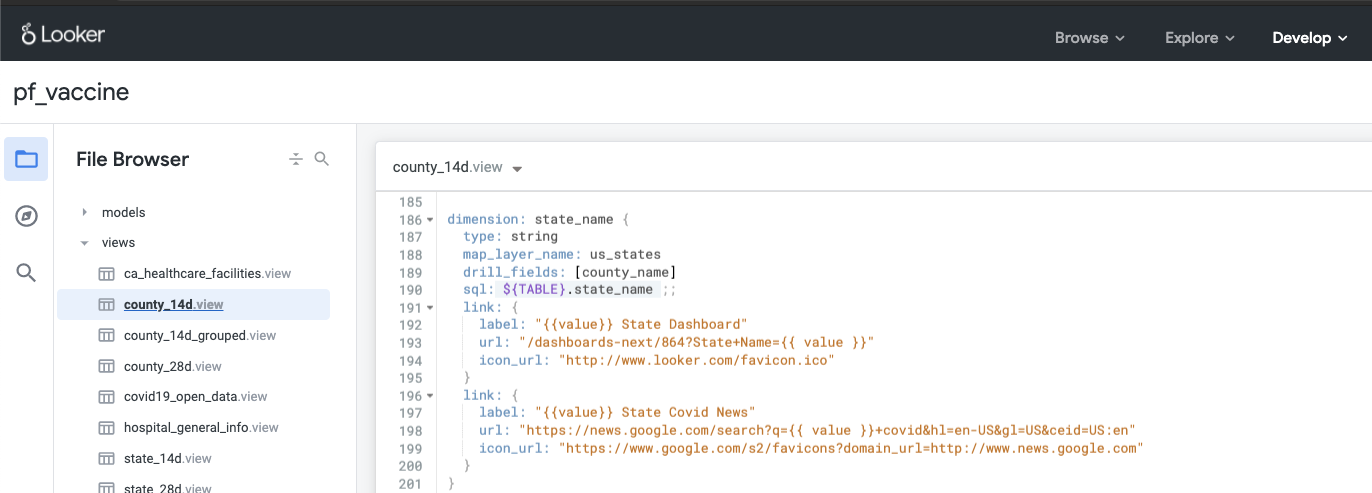 Looker
Browse
Explore
Develop
pf_vaccine
File Browser
models
views
ca_healthcare_facilities.view
county_14d.view
county_14d_grouped.view
county_28d.view
covid19_open_data.view
hospital_general_info.view
state_14d.view
state_28d.view
county_14d.view
185
186 dimension: state_name {
187 type: string
188 map_layer_name: us_states
189 drill_fields: [county_name]
190 sql: ${TABLE}.state_name ;;
191 link: {
192 label: "{{value}} State Dashboard"
193 url: "/dashboards-next/864?State+Name={{ value }}"
194 icon_url: "http://www.looker.com/favicon.ico"
195 }
196 link: {
197 label: "{{value}} State Covid News"
198 url: "https://news.google.com/search?q={{ value }}+covid&hl=en-US&gl=US&ceid=US:en"
199 icon_url: "https://www.google.com/s2/favicons?domain_url=http://www.news.google.com"
200 }
201 }